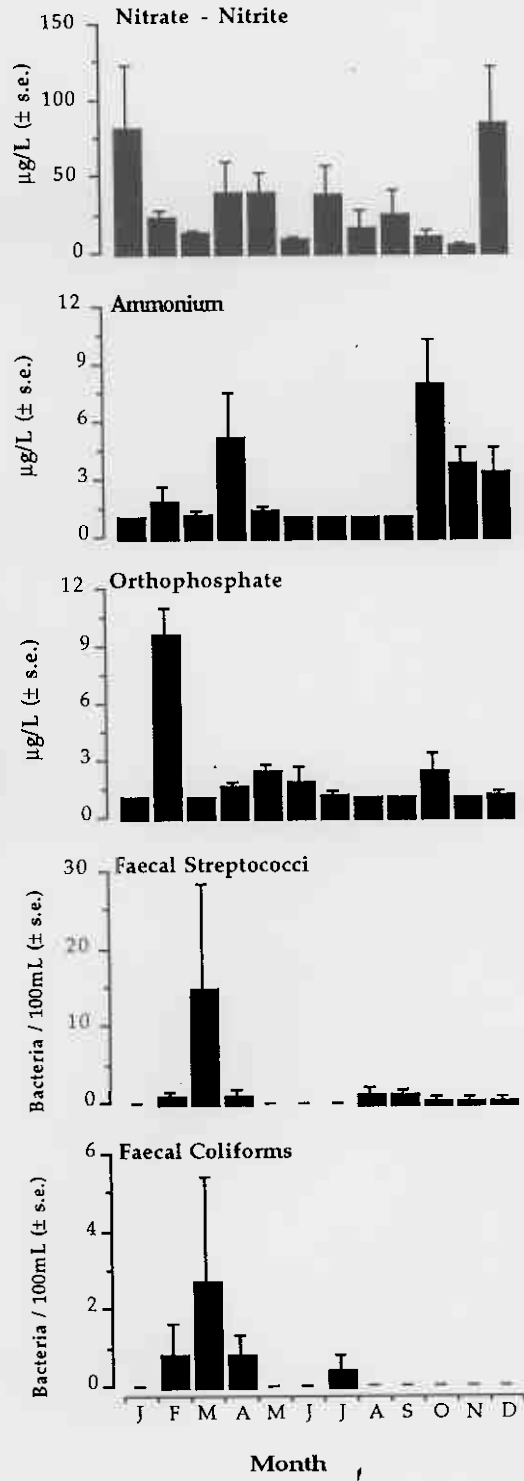 Nitrate - Nitrite
150
100
50
0
µg/L (± s.e.)
Ammonium
12
9
6
3
0
µg/L (± s.e.)
Orthophosphate
12
9
6
3
0
µg/L (± s.e.)
Faecal Streptococci
30
20
10
0
Bacteria / 100mL (± s.e.)
Faecal Coliforms
6
4
2
0
Bacteria / 100mL (± s.e.)
J F M A M J J A S O N D
Month